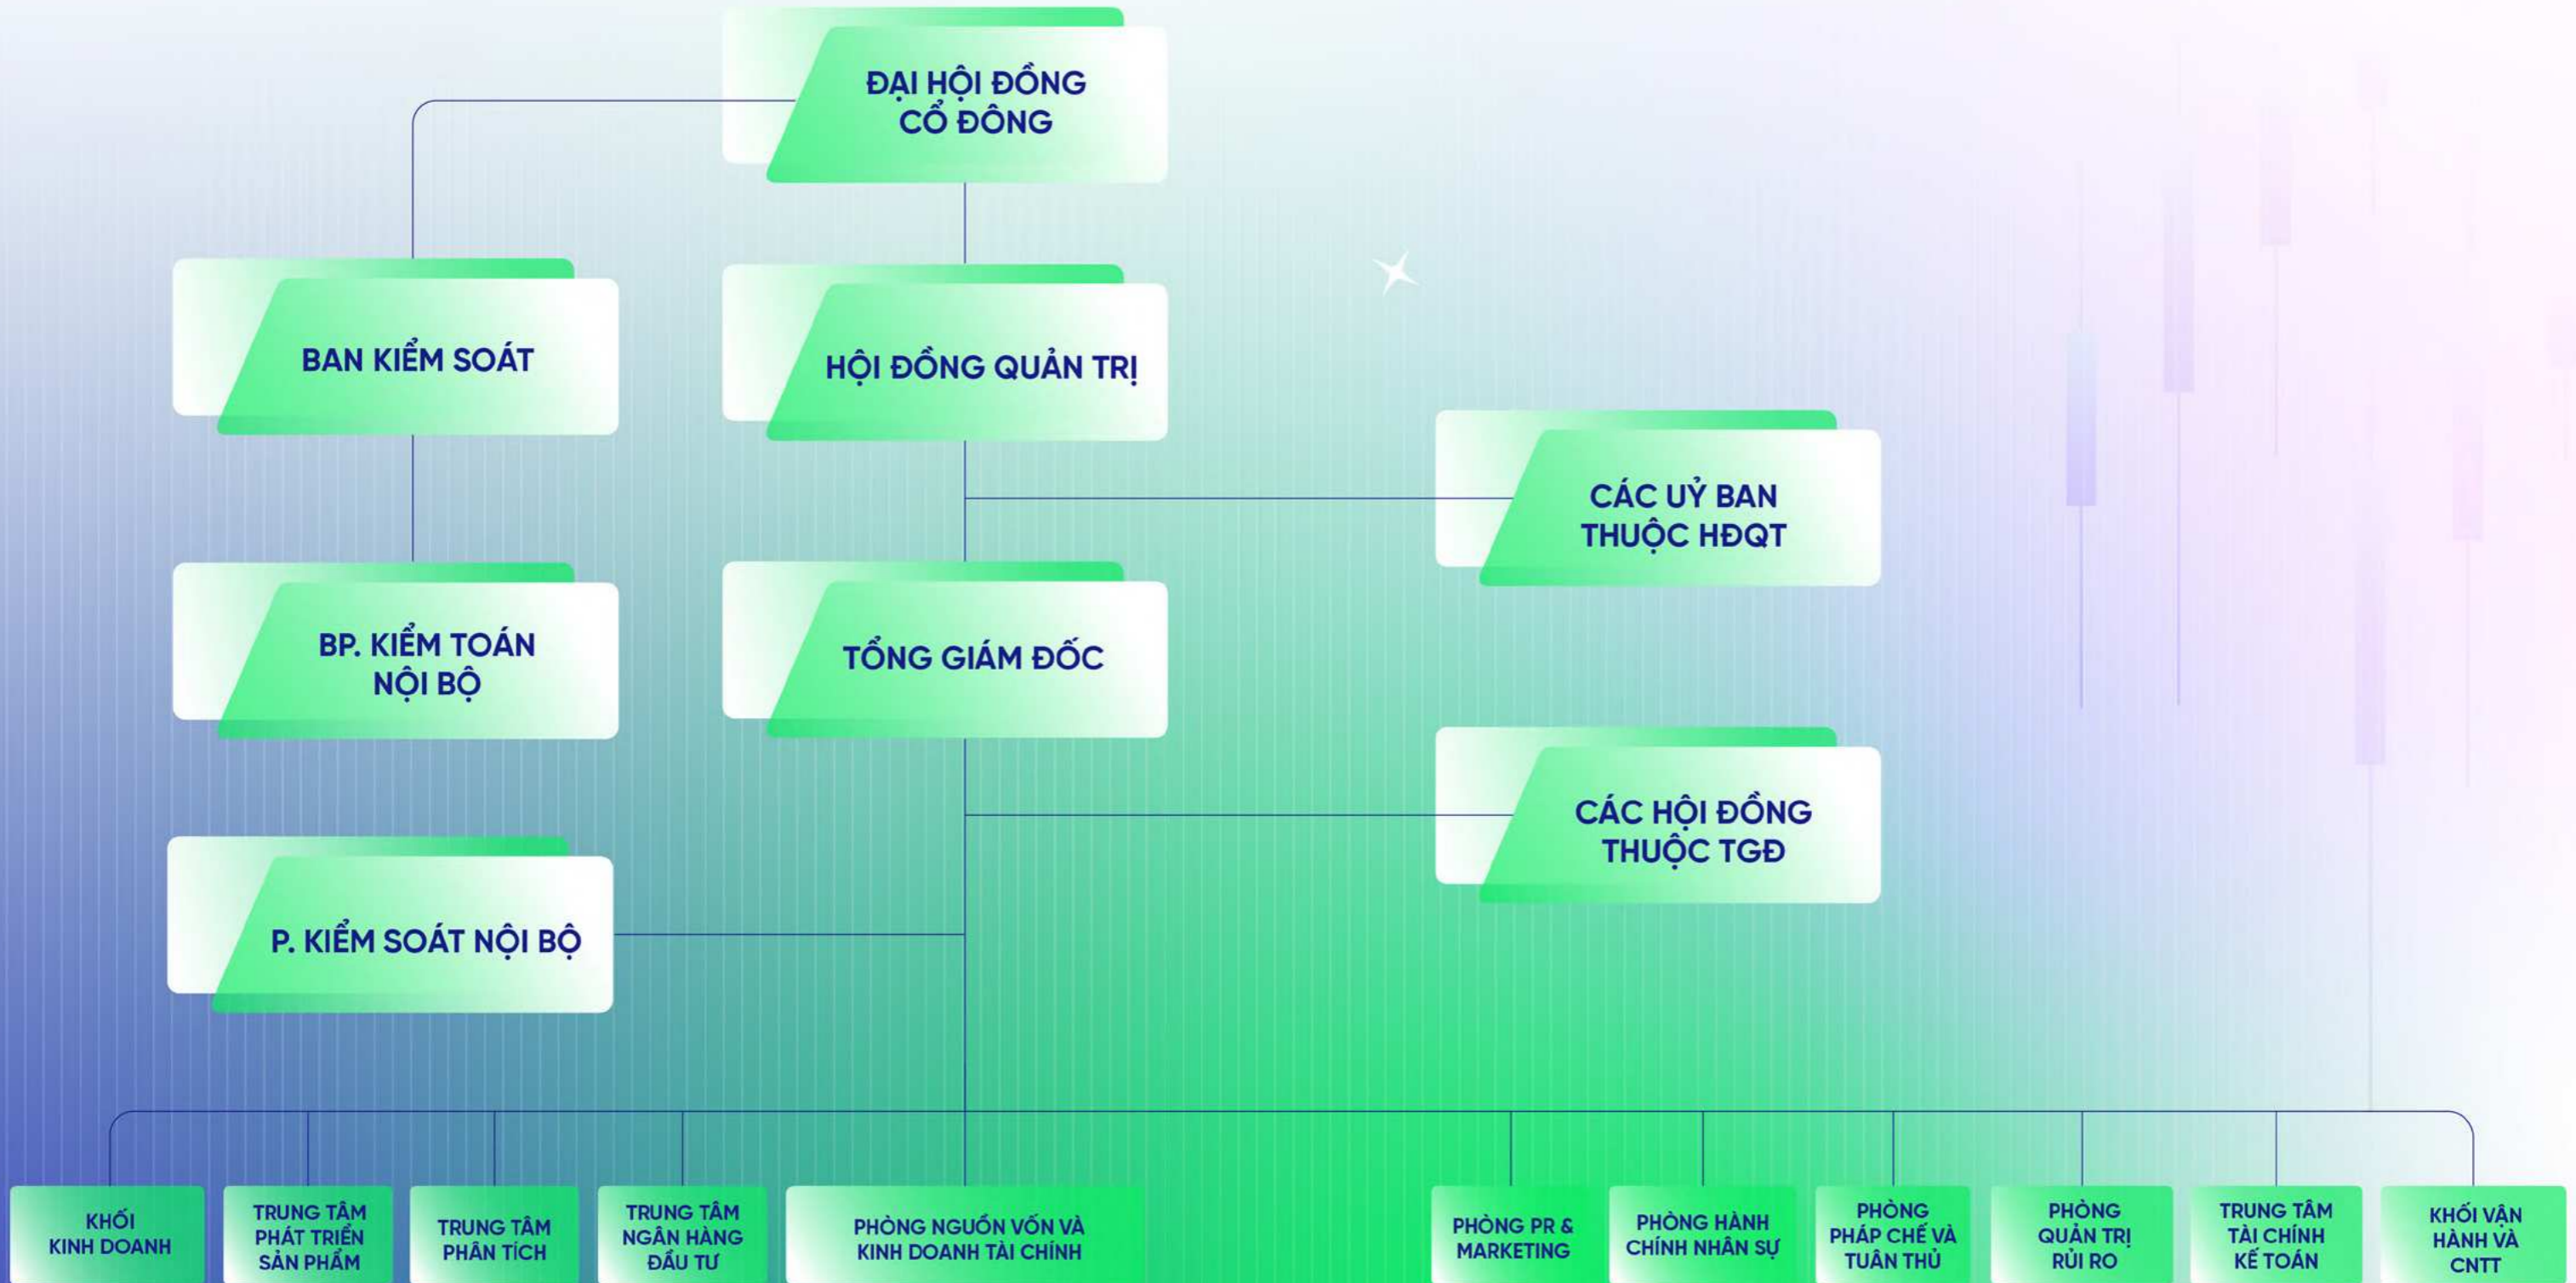 ĐẠI HỘI ĐỒNG
CỔ ĐÔNG
BAN KIỂM SOÁT
HỘI ĐỒNG QUẢN TRỊ
CÁC UỶ BAN
THUỘC HĐQT
BP. KIỂM TOÁN
NỘI BỘ
TỔNG GIÁM ĐỐC
CÁC HỘI ĐỒNG
THUỘC TGĐ
P. KIỂM SOÁT NỘI BỘ
KHỐI
KINH DOANH
TRUNG TÂM
PHÁT TRIỂN
SẢN PHẨM
TRUNG TÂM
PHÂN TÍCH
TRUNG TÂM
NGÂN HÀNG
ĐẦU TƯ
PHÒNG NGUỒN VỐN VÀ
KINH DOANH TÀI CHÍNH
PHÒNG PR &
MARKETING
PHÒNG HÀNH
CHÍNH NHÂN SỰ
PHÒNG
PHÁP CHẾ VÀ
TUÂN THỦ
PHÒNG
QUẢN TRỊ
RỦI RO
TRUNG TÂM
TÀI CHÍNH
KẾ TOÁN
KHỐI VẬN
HÀNH VÀ
CNTT